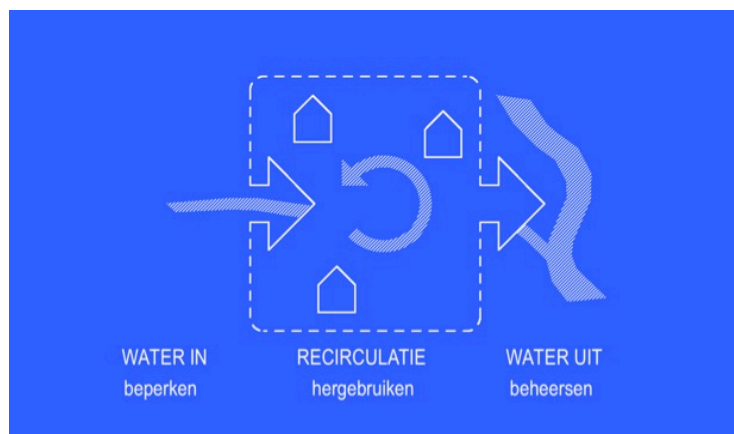 WATER IN
RECIRCULATIE
WATER UIT
beperken
hergebruiken
beheersen